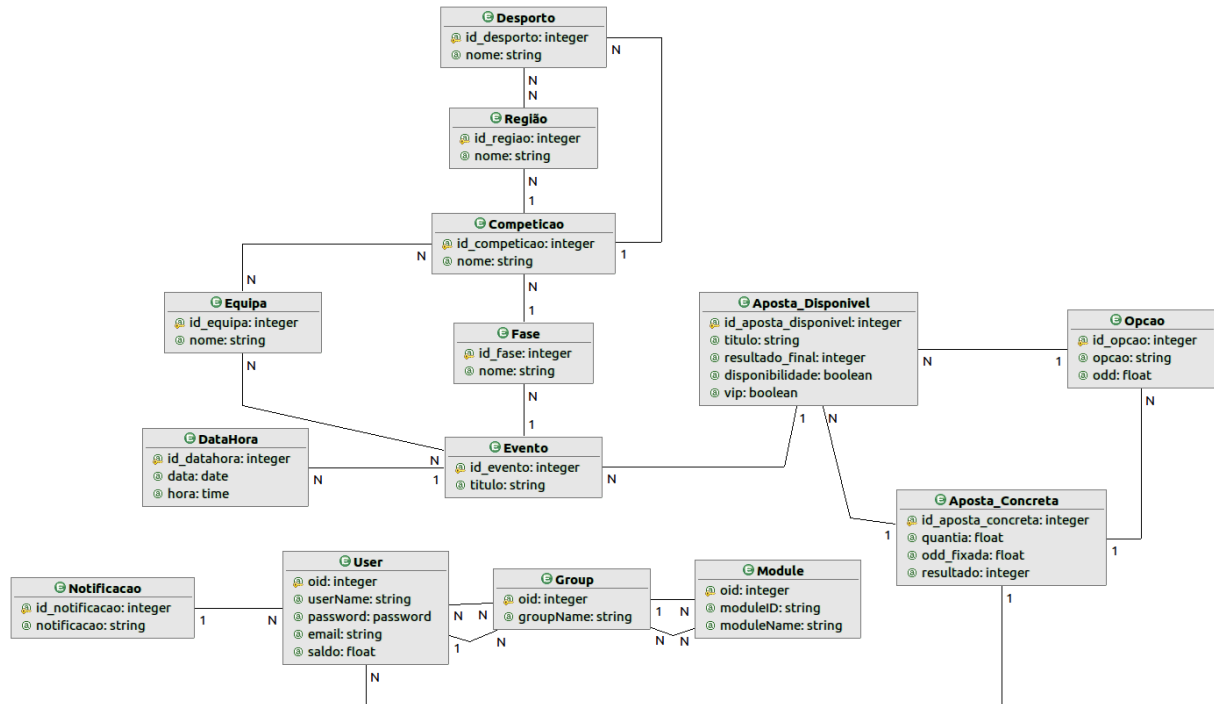 Desporto
id_desporto: integer
nome: string
N
N
N
Região
id_regiao: integer
nome: string
N
1
Competicao
id_competicao: integer
nome: string
N
1
N
N
1
Equipa
id_equipa: integer
nome: string
N
Fase
id_fase: integer
nome: string
N
1
Aposta_Disponivel
id_aposta_disponivel: integer
titulo: string
resultado_final: integer
disponibilidade: boolean
vip: boolean
N
1
1
N
Opcao
id_opcao: integer
opcao: string
odd: float
N
DataHora
id_datahora: integer
data: date
hora: time
N
1
N
Evento
id_evento: integer
titulo: string
N
Aposta_Concreta
id_aposta_concreta: integer
quantia: float
odd_fixada: float
resultado: integer
1
1
1
Notificacao
id_notificacao: integer
notificacao: string
1
N
User
oid: integer
userName: string
password: password
email: string
saldo: float
N
N
N
1
N
Group
oid: integer
groupName: string
1
N
N
N
Module
oid: integer
moduleID: string
moduleName: string